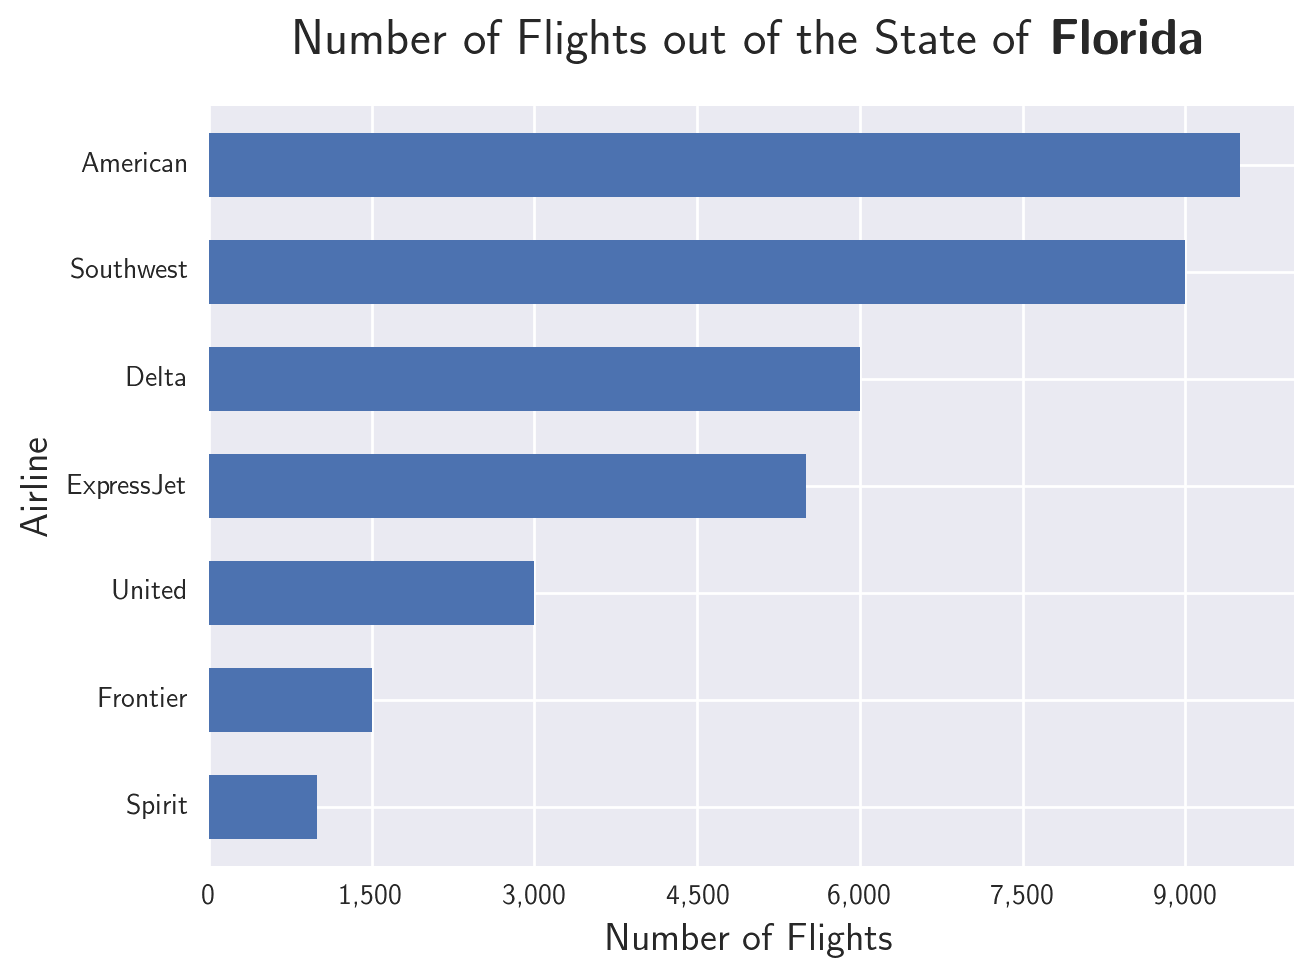 Number of Flights out of the State of Florida
American
Southwest
Delta
ExpressJet
United
Frontier
Spirit
Airline
0 1,500 3,000 4,500 6,000 7,500 9,000
Number of Flights